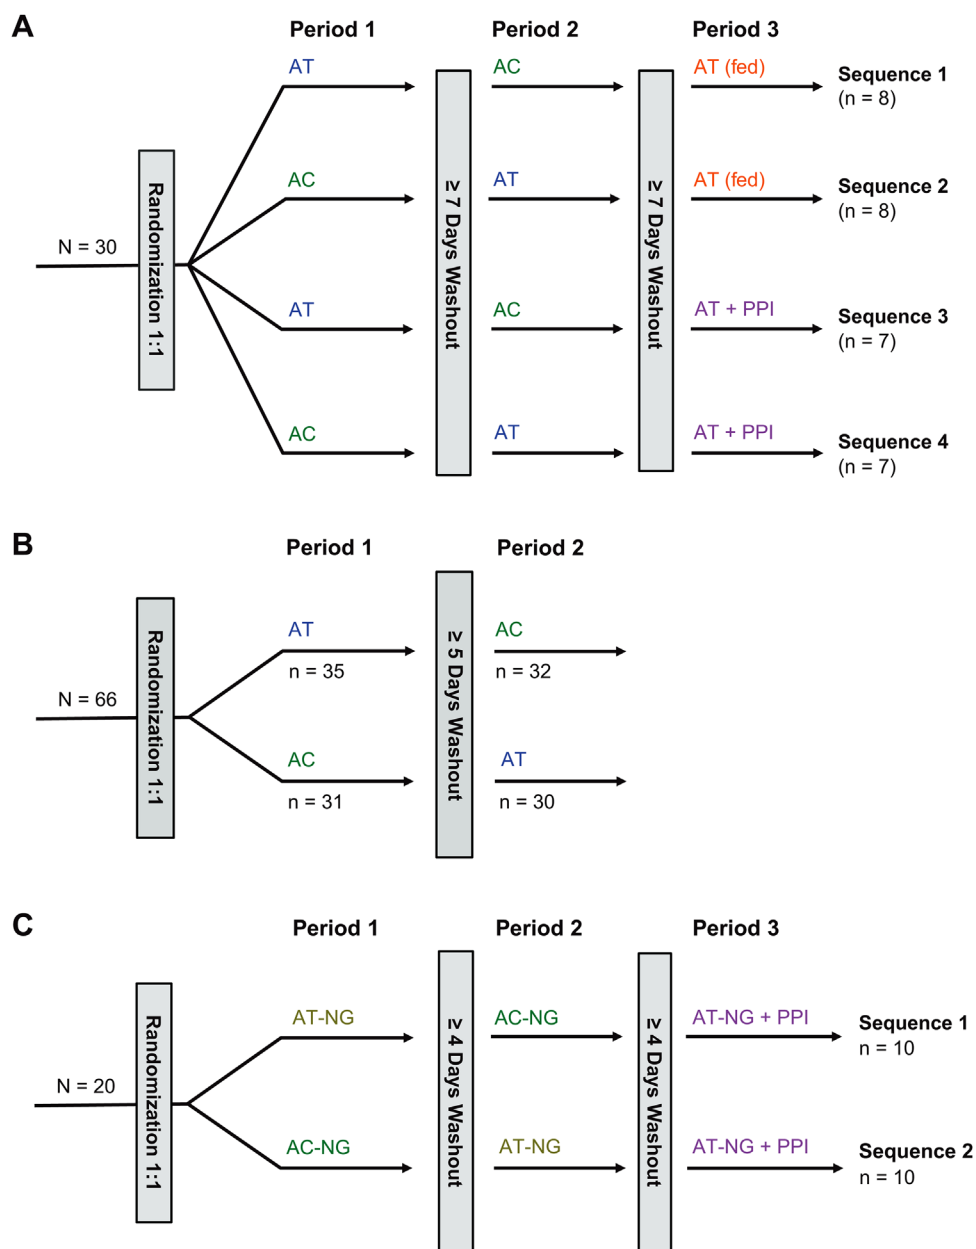 A
Period 1
Period 2
Period 3
AT
AC
AT (fed)
Sequence 1
(n = 8)
AC
AT
AT (fed)
Sequence 2
(n = 8)
N = 30
Randomization 1:1
≥ 7 Days Washout
≥ 7 Days Washout
AT
AC
AT + PPI
Sequence 3
(n = 7)
AC
AT
AT + PPI
Sequence 4
(n = 7)
B
Period 1
Period 2
AT
n = 35
AC
n = 32
N = 66
Randomization 1:1
≥ 5 Days Washout
AC
n = 31
AT
n = 30
C
Period 1
Period 2
Period 3
AT-NG
AC-NG
AT-NG + PPI
Sequence 1
n = 10
N = 20
Randomization 1:1
≥ 4 Days Washout
≥ 4 Days Washout
AC-NG
AT-NG
AT-NG + PPI
Sequence 2
n = 10